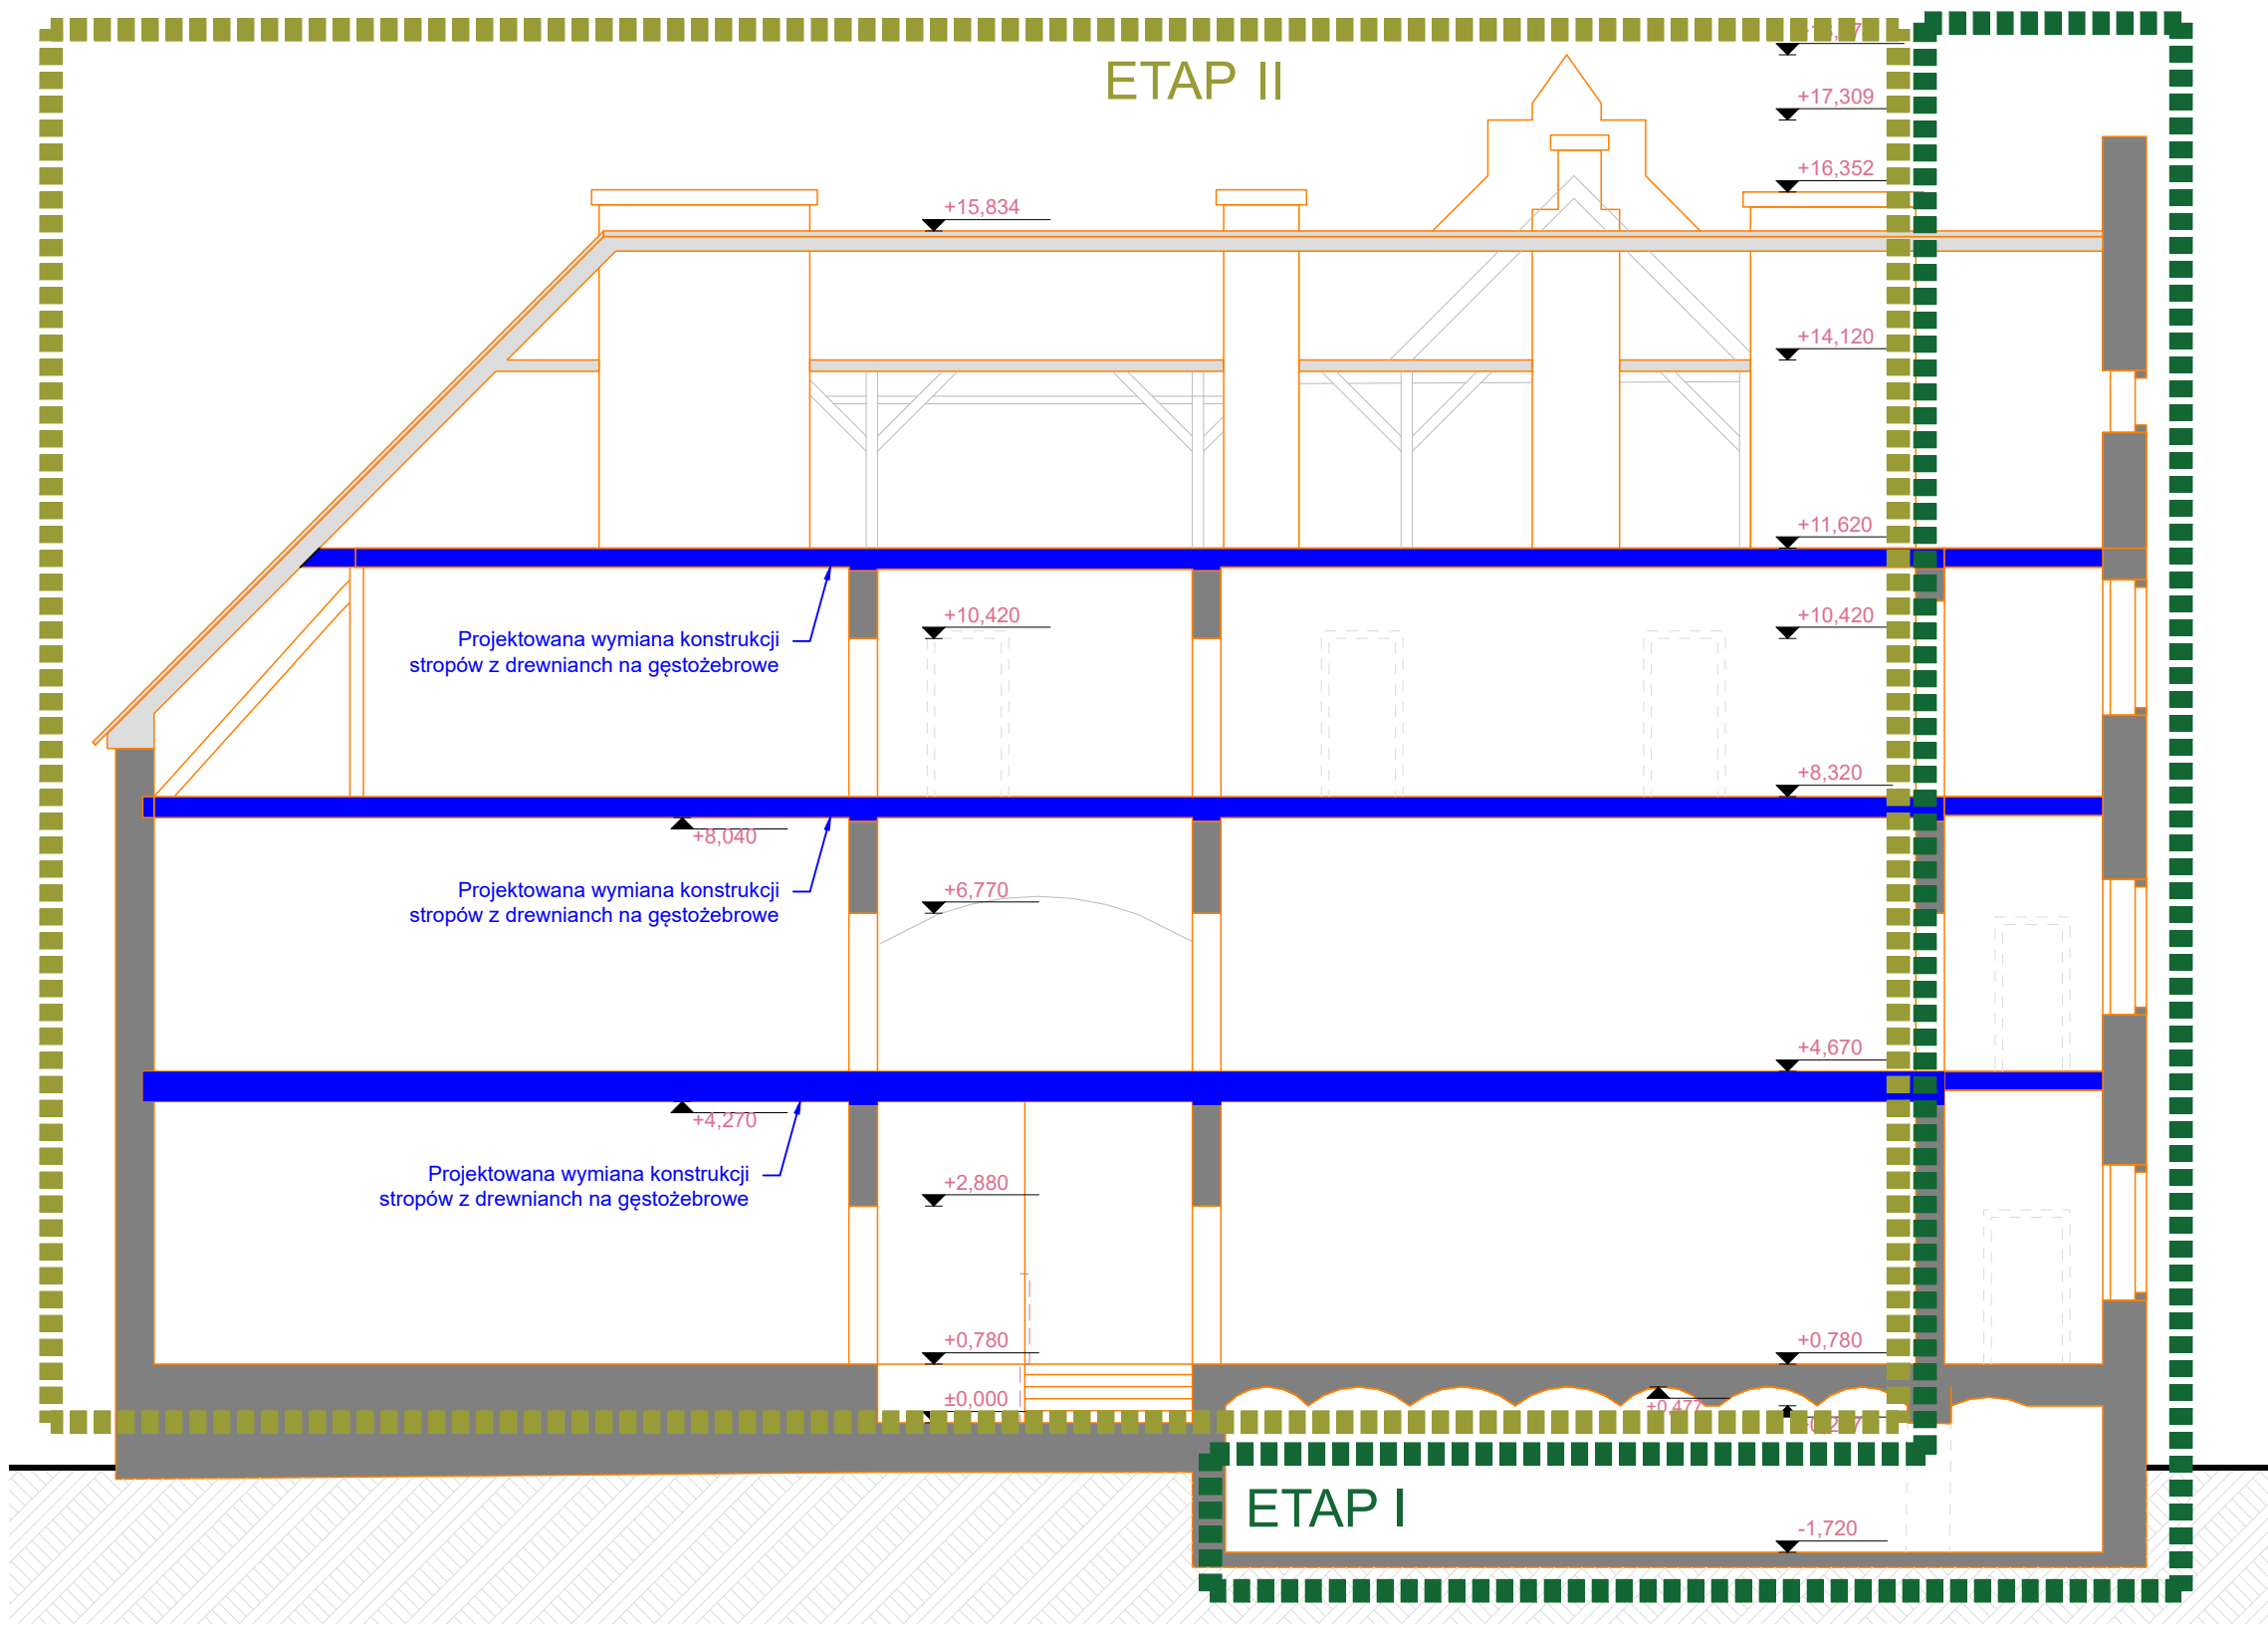 ETAP II
+17,309
+16,352
+15,834
+14,120
+11,620
+10,420
+10,420
Projektowana wymiana konstrukcji
stropów z drewnianch na gęstożebrowe
+8,320
+8,040
+6,770
Projektowana wymiana konstrukcji
stropów z drewnianch na gęstożebrowe
+4,670
+4,270
Projektowana wymiana konstrukcji
stropów z drewnianch na gęstożebrowe
+2,880
+0,780
+0,780
±0,000
+0,477
ETAP I
-1,720